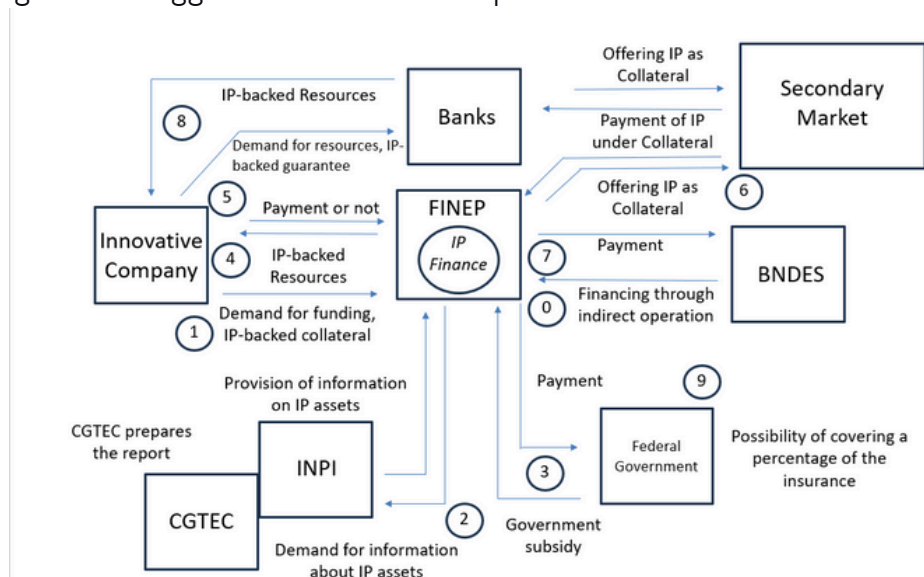 Offering IP as
Collateral
Secondary
Market
Banks
IP-backed Resources
8
Payment of IP
under Collateral
Demand for resources, IP-
backed guarantee
5
Payment or not
FINEP
IP
Finance
Offering IP as
Collateral
6
Innovative
Company
4
IP-backed
Resources
7
Payment
BNDES
0
Financing through
indirect operation
1
Demand for funding,
IP-backed collateral
Provision of information
on IP assets
Payment
9
CGTEC prepares
the report
INPI
CGTEC
3
Federal
Government
Possibility of covering a
percentage of the
insurance
2
Government
subsidy
Demand for information
about IP assets